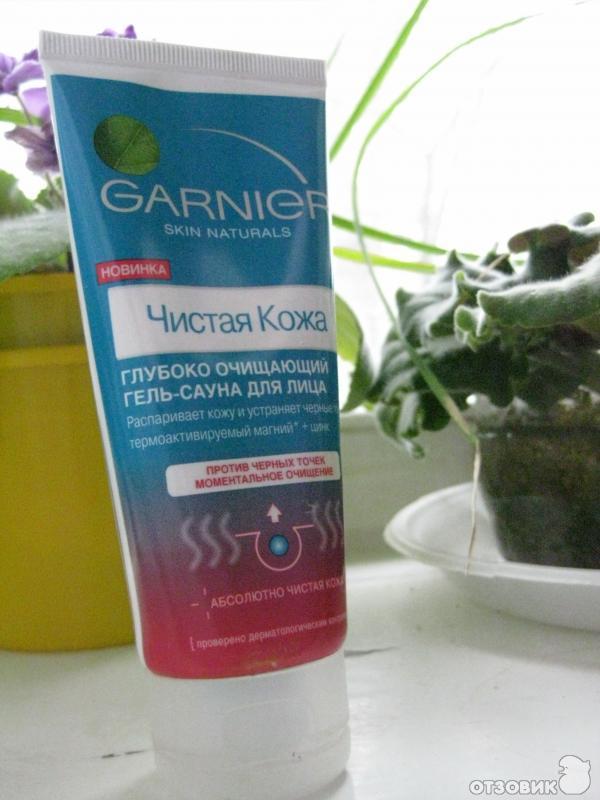 GARNIER
SKIN NATURALS
НОВИНКА
Чистая Кожа
ГЛУБОКО ОЧИЩАЮЩИЙ
ГЕЛЬ-САУНА ДЛЯ ЛИЦА
Распаривает кожу и устраняет черные
термоактивируемый магний* + цинк
ПРОТИВ ЧЕРНЫХ ТОЧЕК
МОМЕНТАЛЬНОЕ ОЧИЩЕНИЕ
АБСОЛЮТНО ЧИСТАЯ КОЖА
[ проверено дерматологическим
ОТЗОВИК